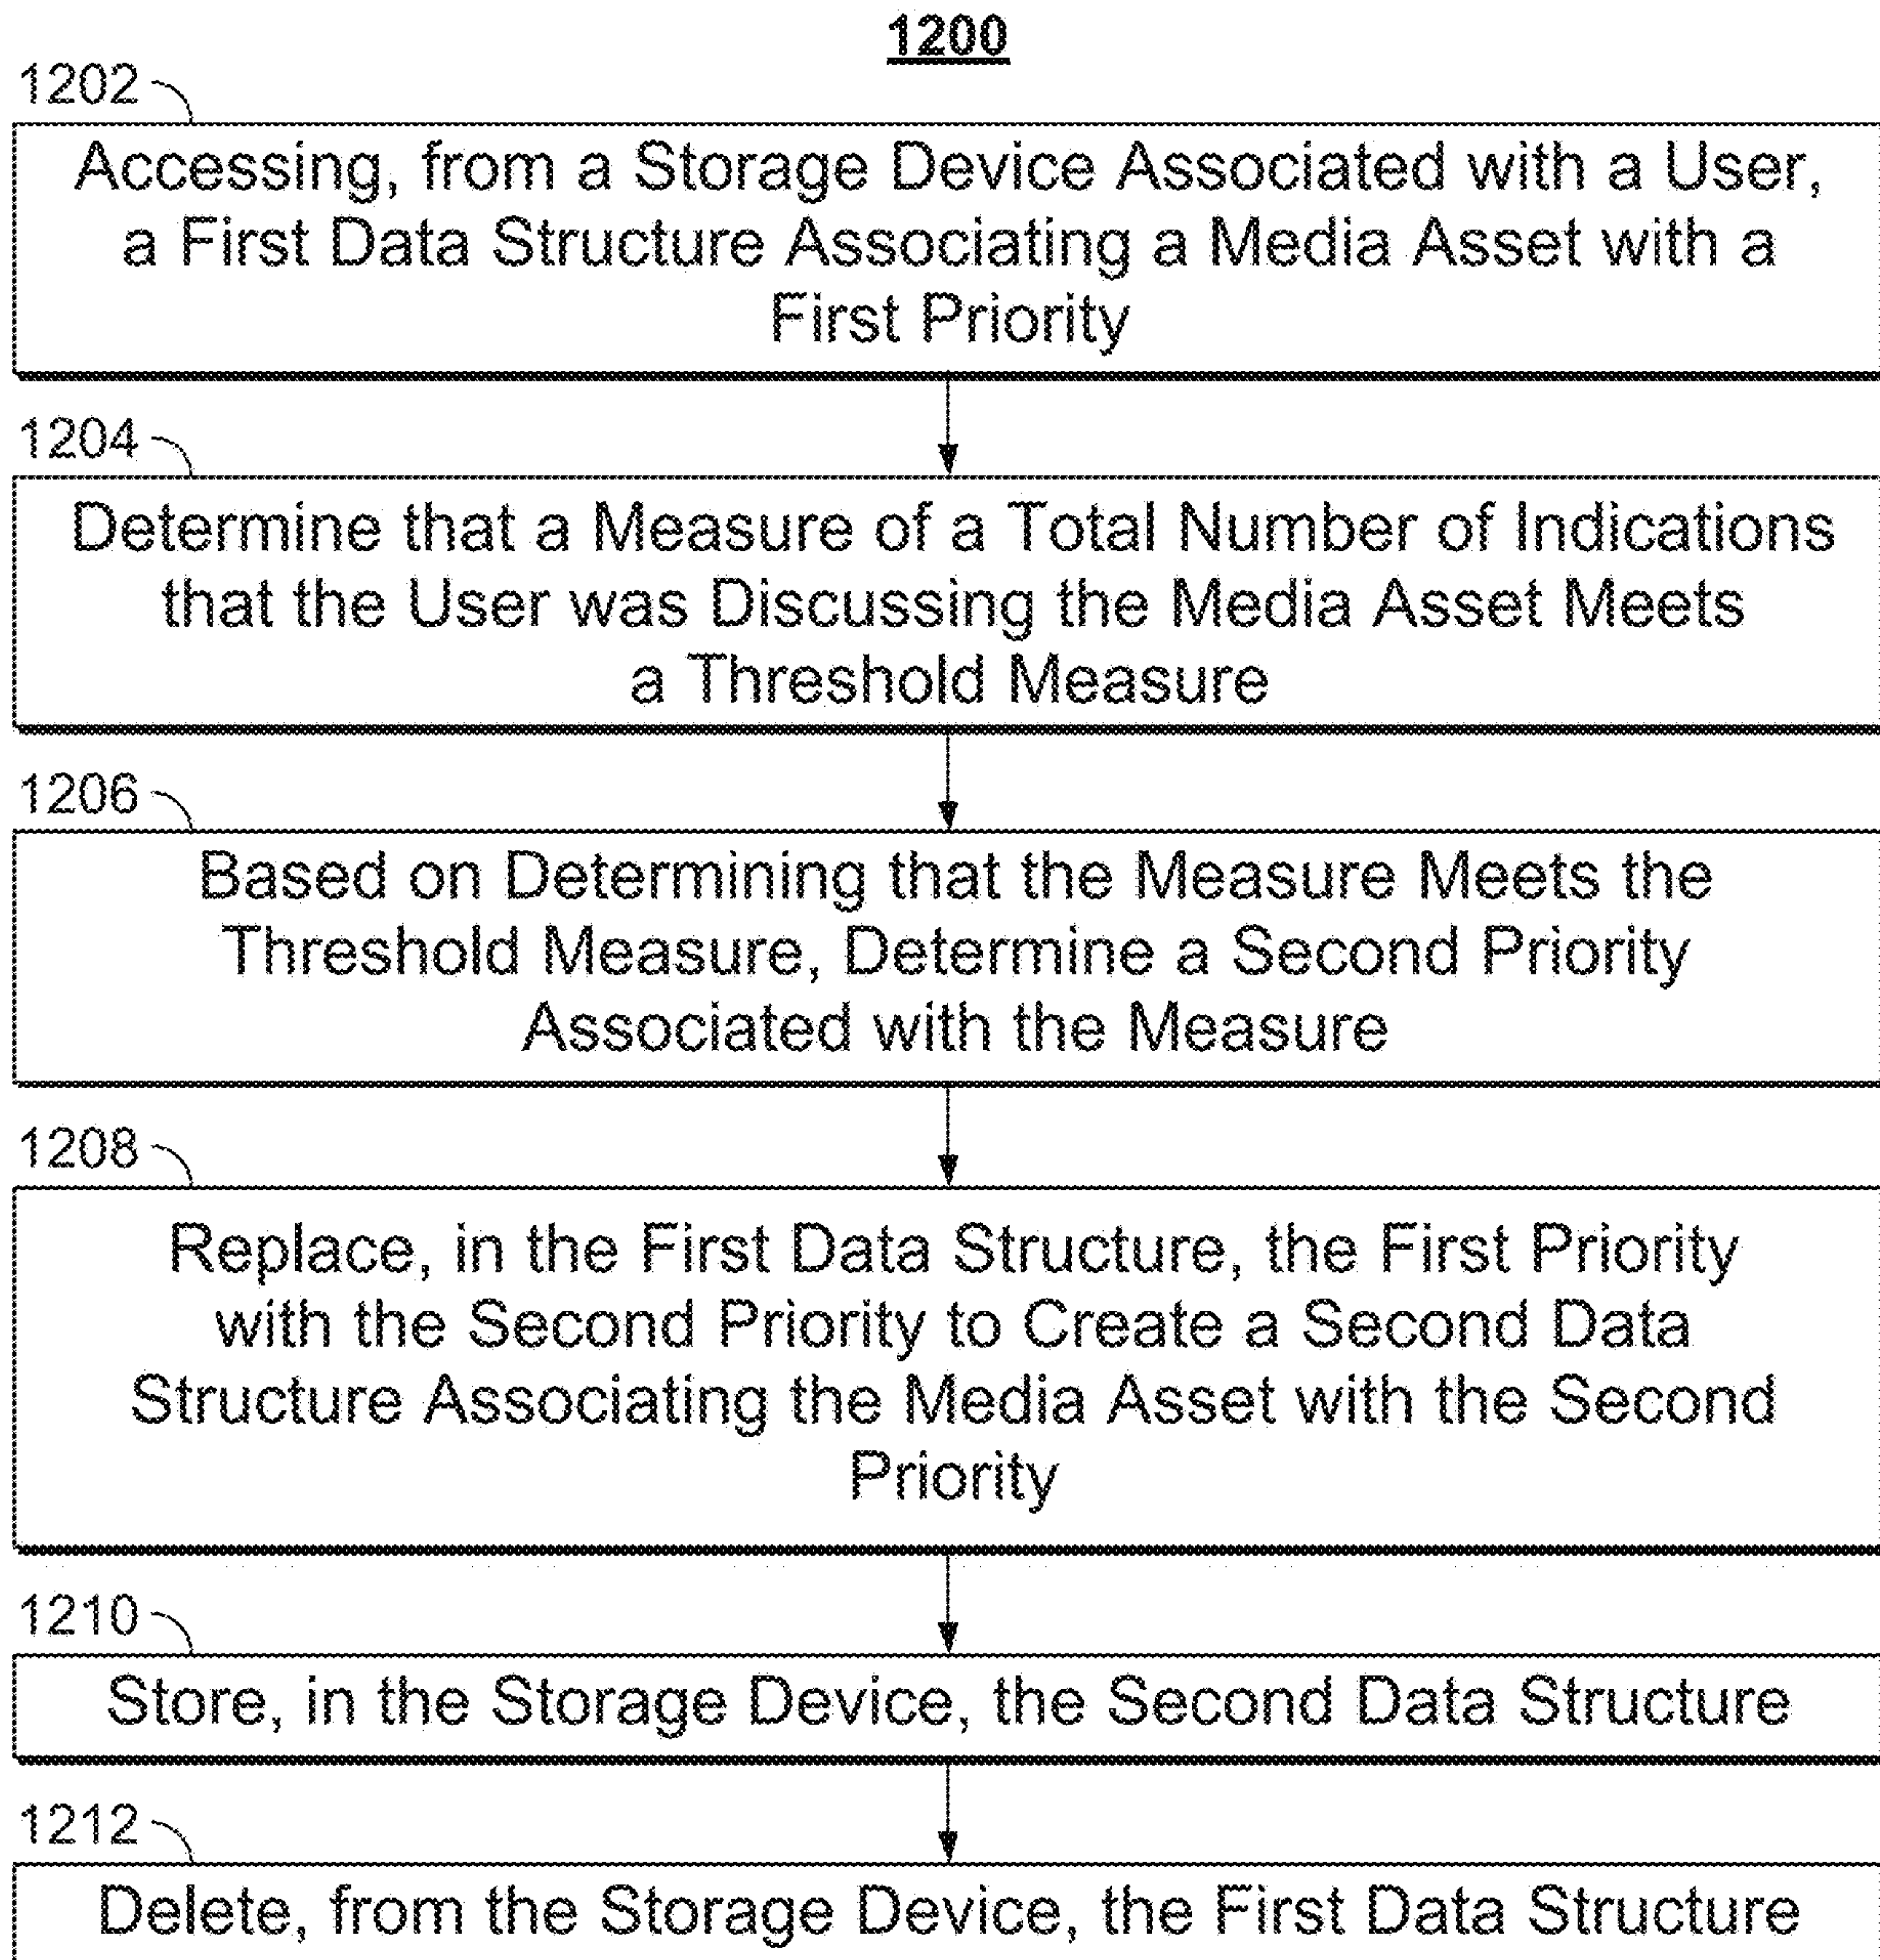 1200
1202
Accessing, from a Storage Device Associated with a User,
a First Data Structure Associating a Media Asset with a
First Priority
1204
Determine that a Measure of a Total Number of Indications
that the User was Discussing the Media Asset Meets
a Threshold Measure
1206
Based on Determining that the Measure Meets the
Threshold Measure, Determine a Second Priority
Associated with the Measure
1208
Replace, in the First Data Structure, the First Priority
with the Second Priority to Create a Second Data
Structure Associating the Media Asset with the Second
Priority
1210
Store, in the Storage Device, the Second Data Structure
1212
Delete, from the Storage Device, the First Data Structure